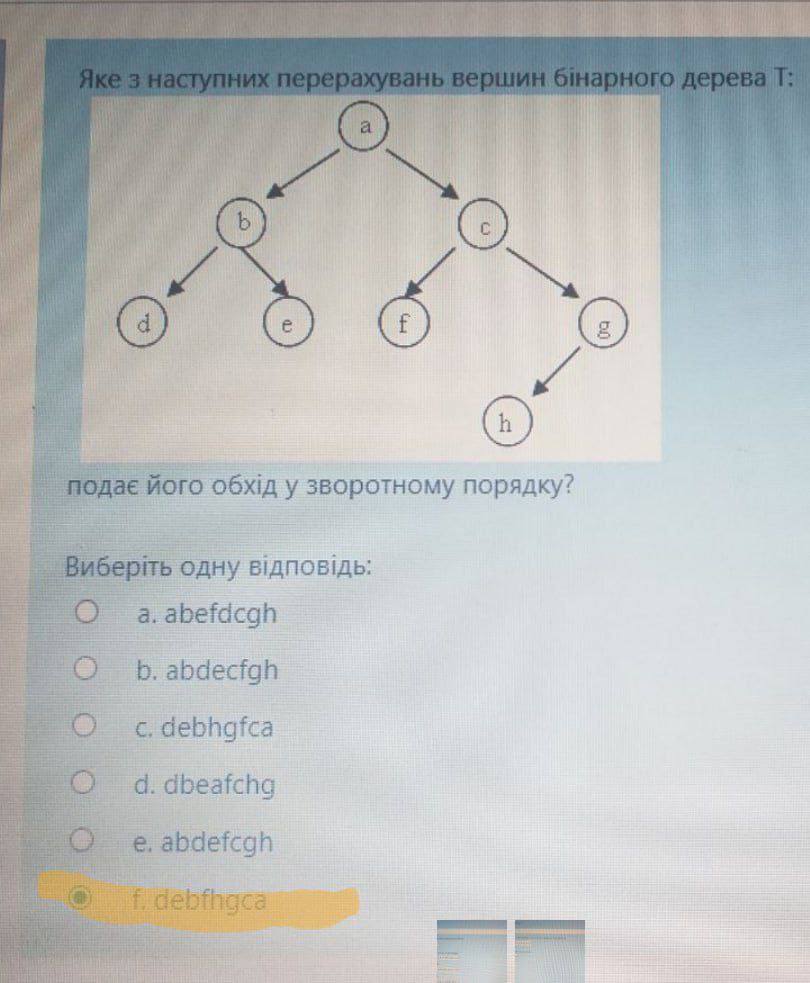 Яке з наступних перерахувань вершин бінарного дерева Т:
a
b
c
d
e
f
g
h
подає його обхід у зворотному порядку?
Виберіть одну відповідь:
a. abefdcgh
b. abdecfgh
c. debhgfca
d. dbeafchg
e. abdefcgh
f. debfhgca